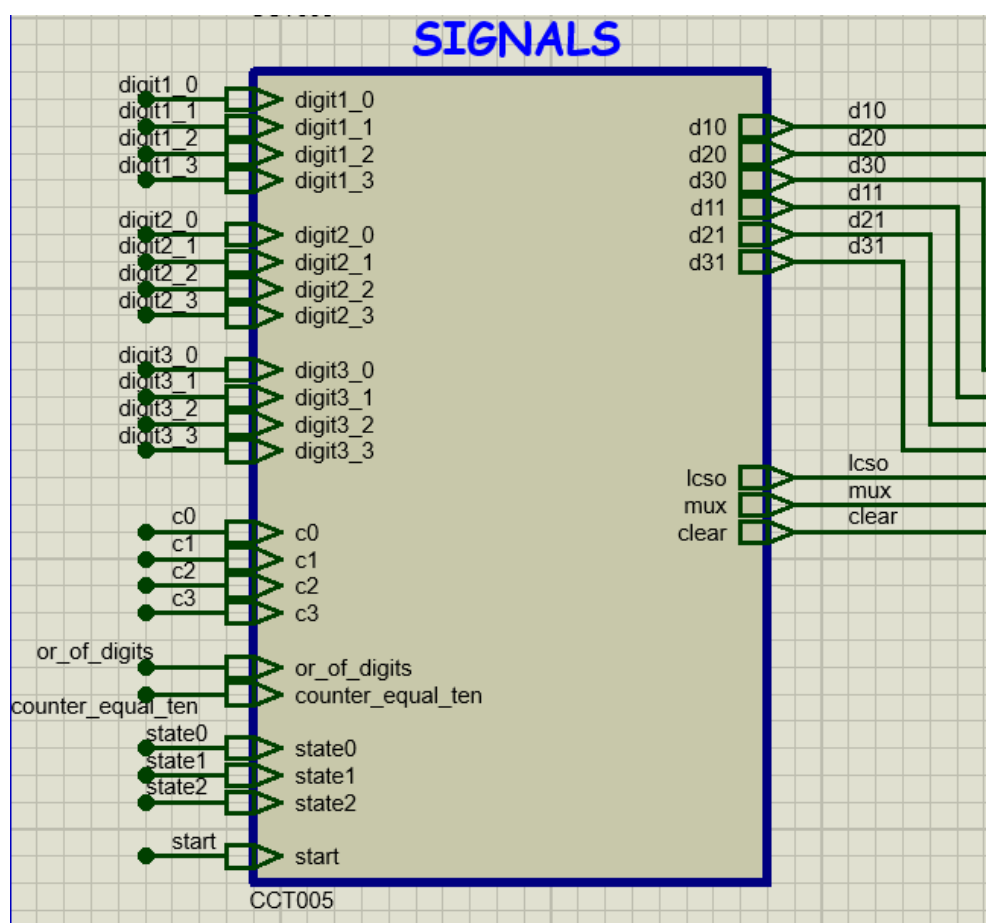 SIGNALS
digit1_0
digit1_1
digit1_2
digit1_3
digit2_0
digit2_1
digit2_2
digit2_3
digit3_0
digit3_1
digit3_2
digit3_3
c0
c1
c2
c3
or_of_digits
counter_equal_ten
state0
state1
state2
start
digit1_0
digit1_1
digit1_2
digit1_3
digit2_0
digit2_1
digit2_2
digit2_3
digit3_0
digit3_1
digit3_2
digit3_3
c0
c1
c2
c3
or_of_digits
counter_equal_ten
state0
state1
state2
start
d10
d20
d30
d11
d21
d31
lcso
mux
clear
d10
d20
d30
d11
d21
d31
lcso
mux
clear
CCT005